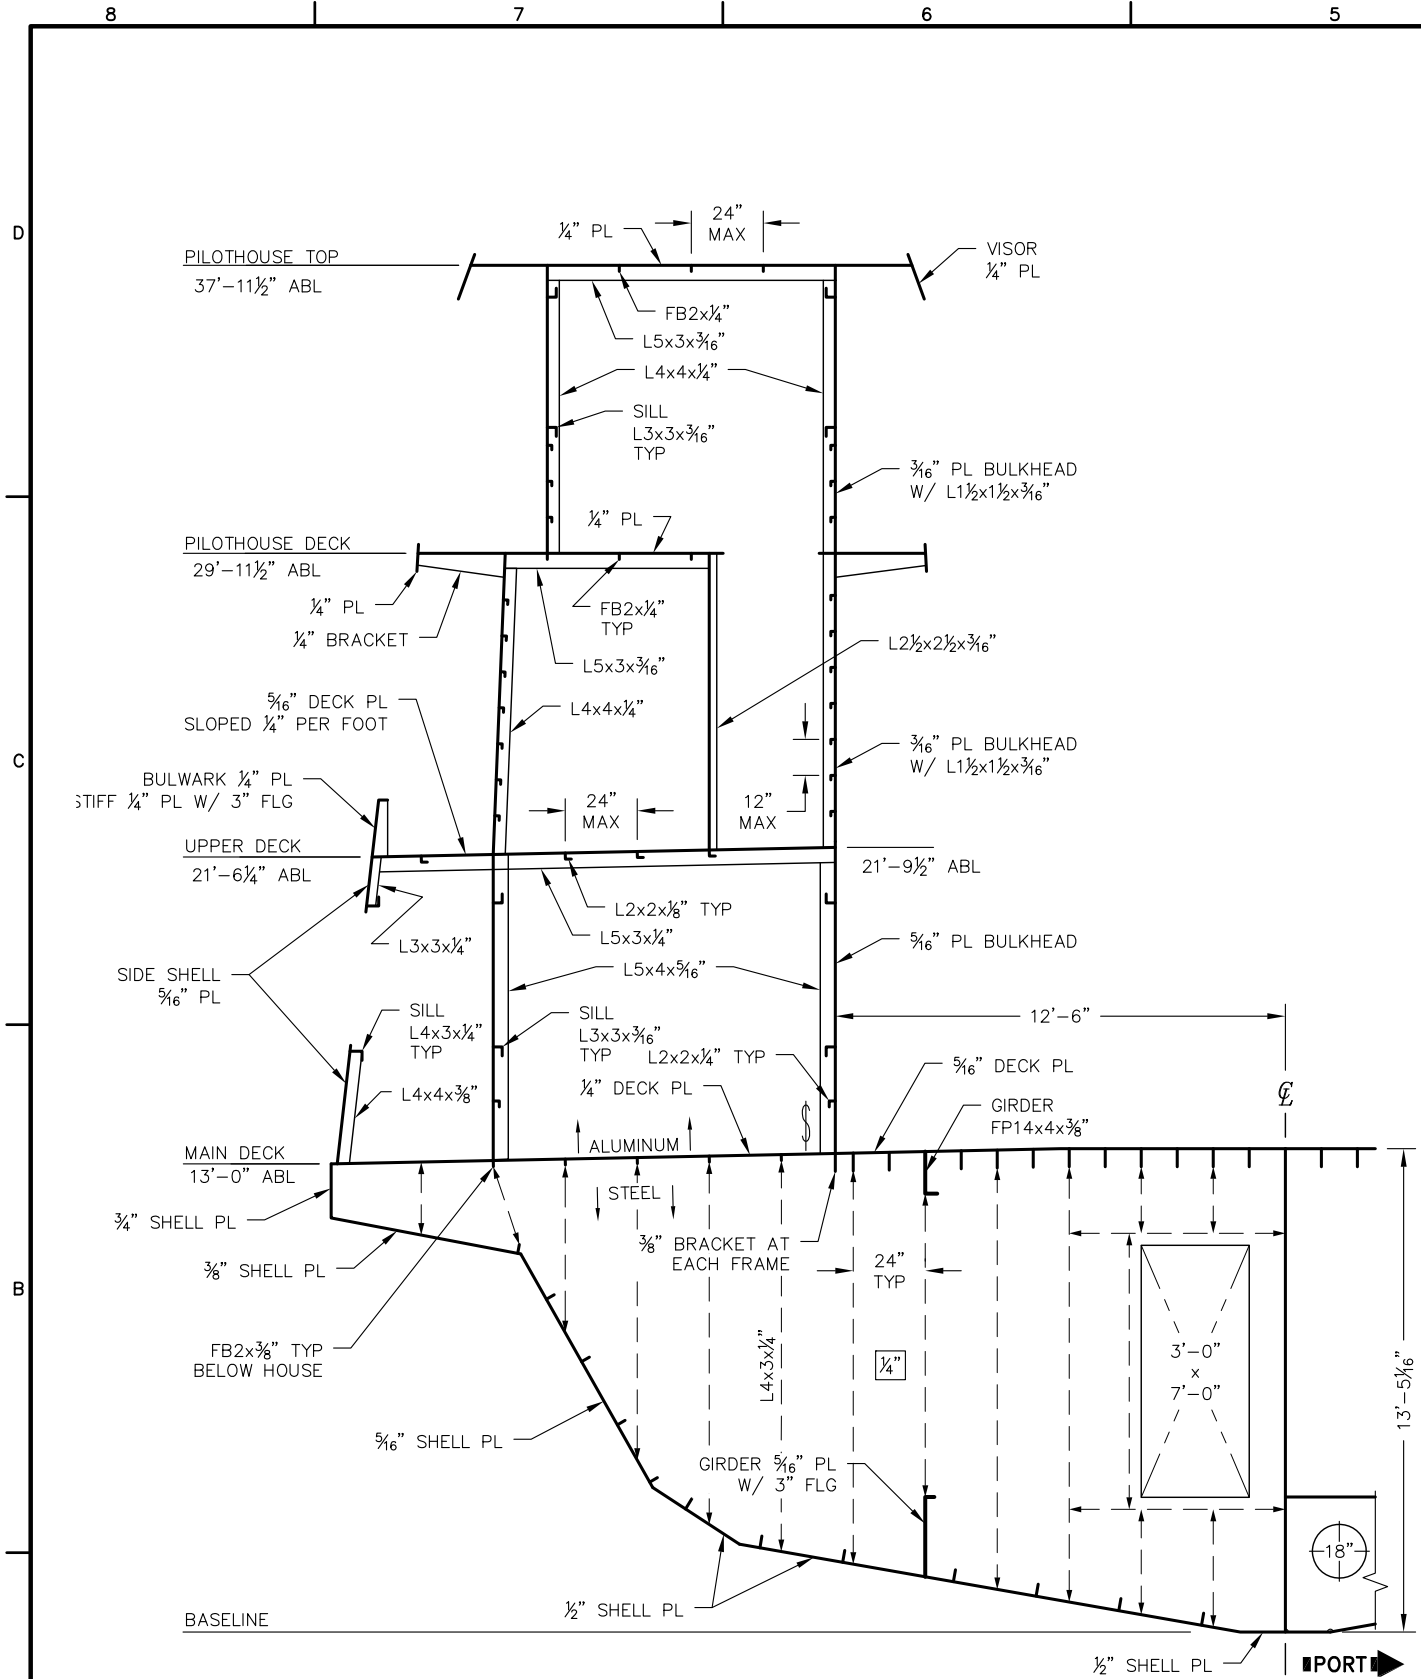 8
7
6
5
D
C
B
24"
MAX
¼" PL
PILOTHOUSE TOP
37'-11½" ABL
VISOR
¼" PL
FB2x¼"
L5x3x3⁄16"
L4x4x¼"
SILL
L3x3x3⁄16"
TYP
3⁄16" PL BULKHEAD
W/ L1½x1½x3⁄16"
¼" PL
PILOTHOUSE DECK
29'-11½" ABL
¼" PL
¼" BRACKET
FB2x¼"
TYP
L5x3x3⁄16"
L2½x2½x3⁄16"
5⁄16" DECK PL
SLOPED ¼" PER FOOT
L4x4x¼"
3⁄16" PL BULKHEAD
W/ L1½x1½x3⁄16"
BULWARK ¼" PL
STIFF ¼" PL W/ 3" FLG
24"
MAX
12"
MAX
UPPER DECK
21'-6¼" ABL
21'-9½" ABL
L2x2x⅛" TYP
L5x3x¼"
L3x3x¼"
5⁄16" PL BULKHEAD
SIDE SHELL
5⁄16" PL
L5x4x5⁄16"
SILL
L4x3x¼"
TYP
SILL
L3x3x3⁄16"
TYP
L2x2x¼" TYP
12'-6"
5⁄16" DECK PL
L4x4x⅜"
¼" DECK PL
GIRDER
FP14x4x⅜"
℄
MAIN DECK
13'-0" ABL
ALUMINUM
STEEL
¾" SHELL PL
⅜" SHELL PL
⅜" BRACKET AT
EACH FRAME
24"
TYP
FB2x⅜" TYP
BELOW HOUSE
L4x3x¼"
¼"
3'-0"
x
7'-0"
13'-5 1⁄16"
5⁄16" SHELL PL
GIRDER 5⁄16" PL
W/ 3" FLG
18"
½" SHELL PL
BASELINE
½" SHELL PL
PORT